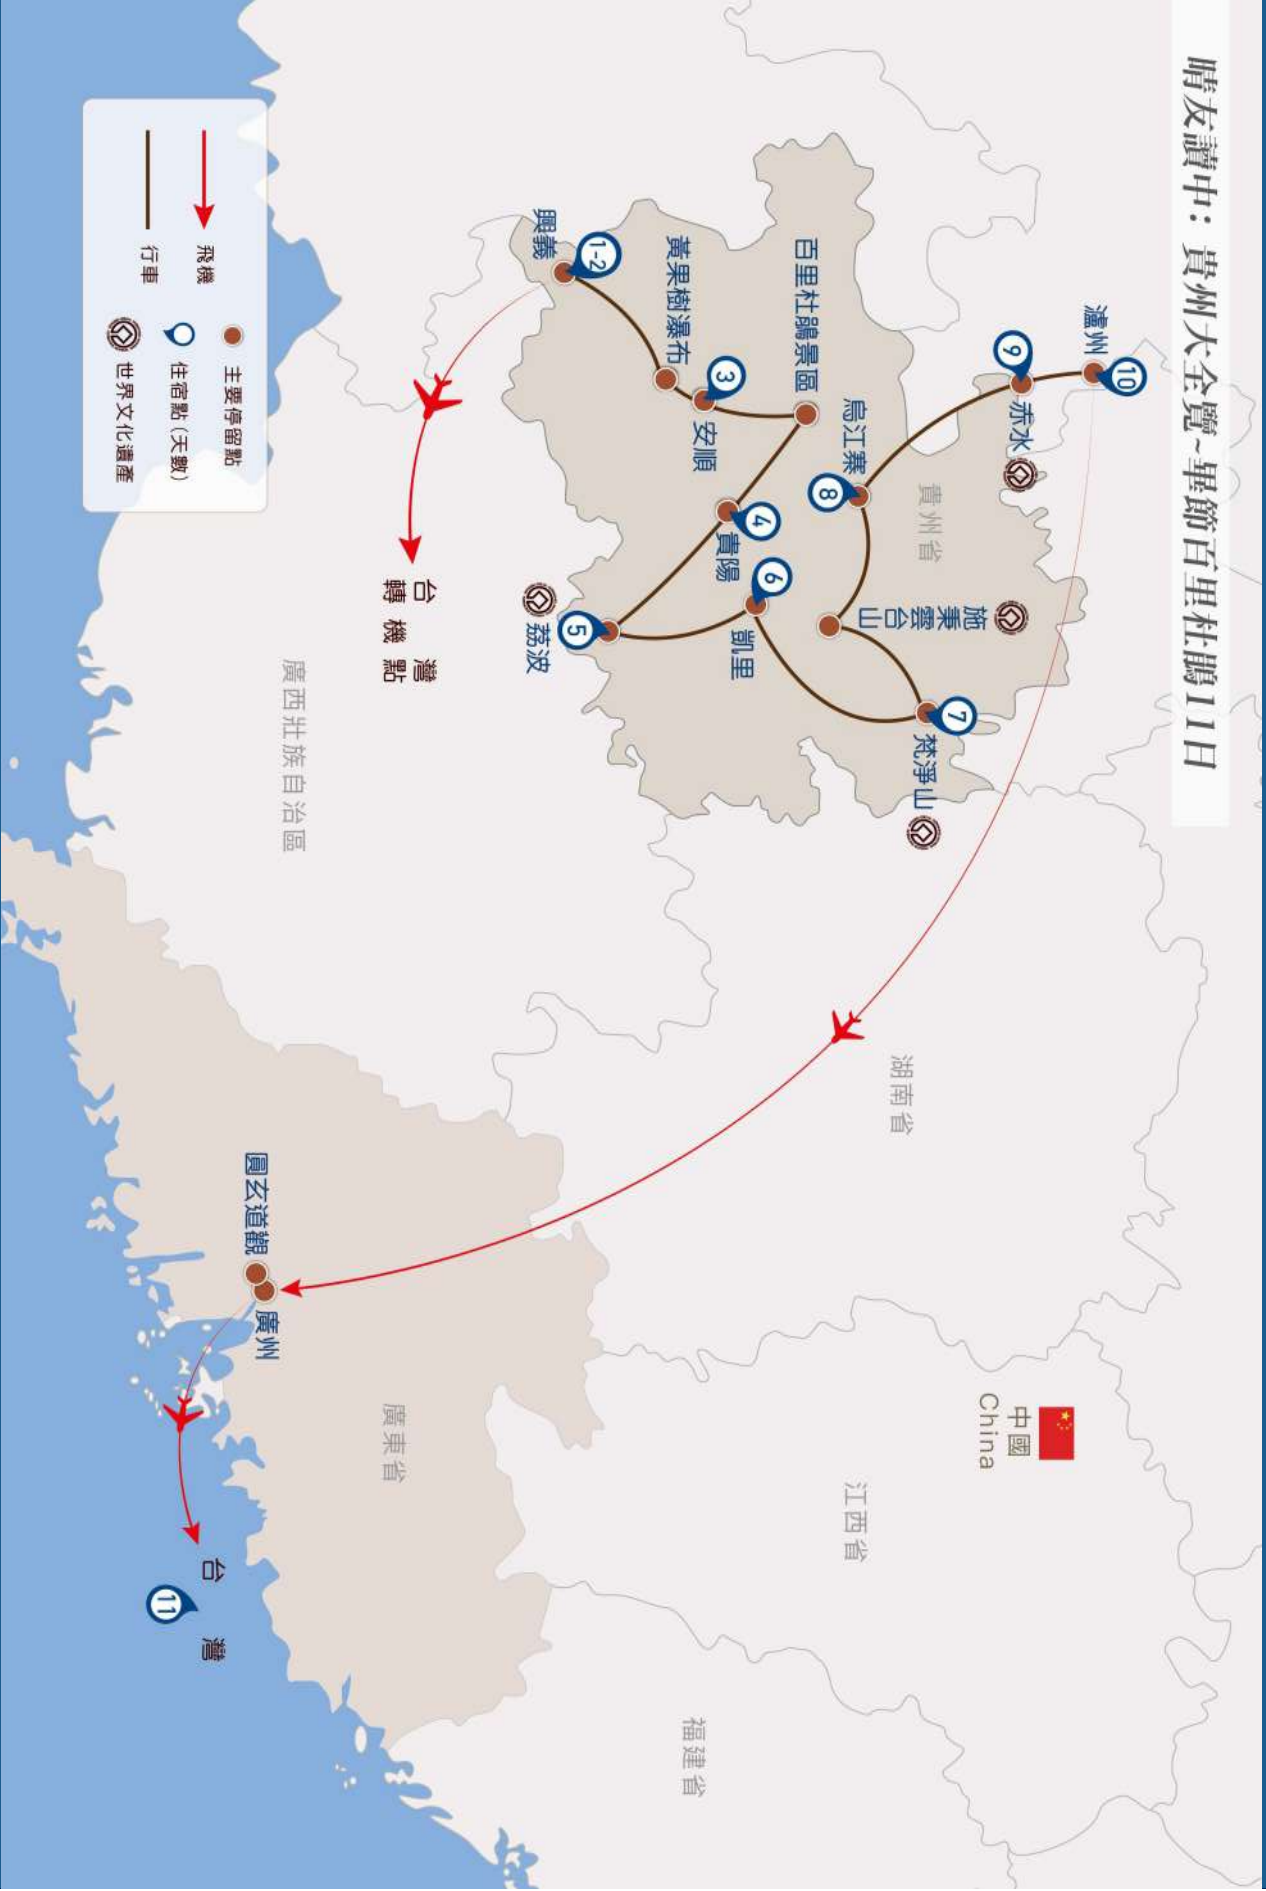 晴友讀中：貴州大全覽~畢節百里杜鵑11日
瀘州
10
9
赤水
烏江寨
8
貴州省
施秉雲台山
7
梵淨山
百里杜鵑景區
黃果樹瀑布
3
安順
4
貴陽
6
凱里
興義
1-2
5
荔波
台灣
轉機點
廣西壯族自治區
湖南省
中國
China
江西省
福建省
廣東省
圓玄道觀
廣州
台灣
11
飛機
行車
主要停留點
住宿點(天數)
世界文化遺產